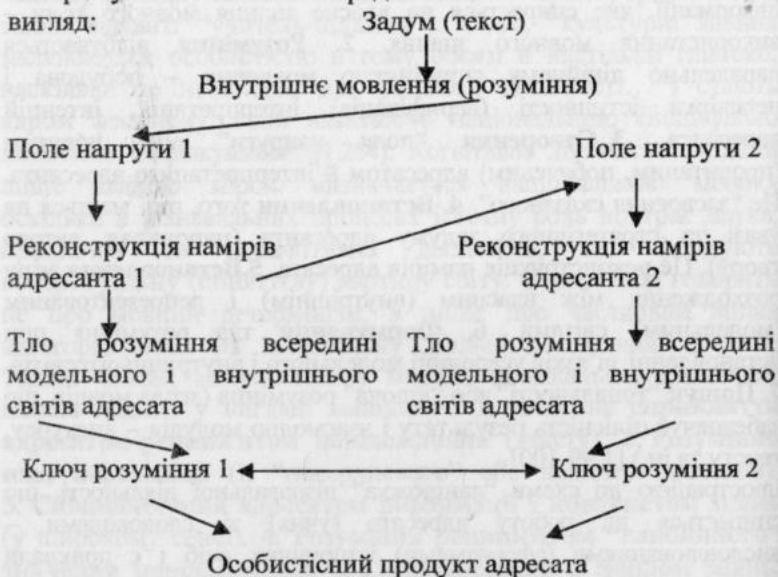 вигляд: Задум (текст)
Внутрішнє мовлення (розуміння)
Поле напруги 1 Поле напруги 2
Реконструкція намірів Реконструкція намірів
адресанта 1 адресанта 2
Тло розуміння всередині Тло розуміння всередині
модельного і внутрішнього модельного і внутрішнього
світів адресата світів адресата
Ключ розуміння 1 Ключ розуміння 2
Особистісний продукт адресата